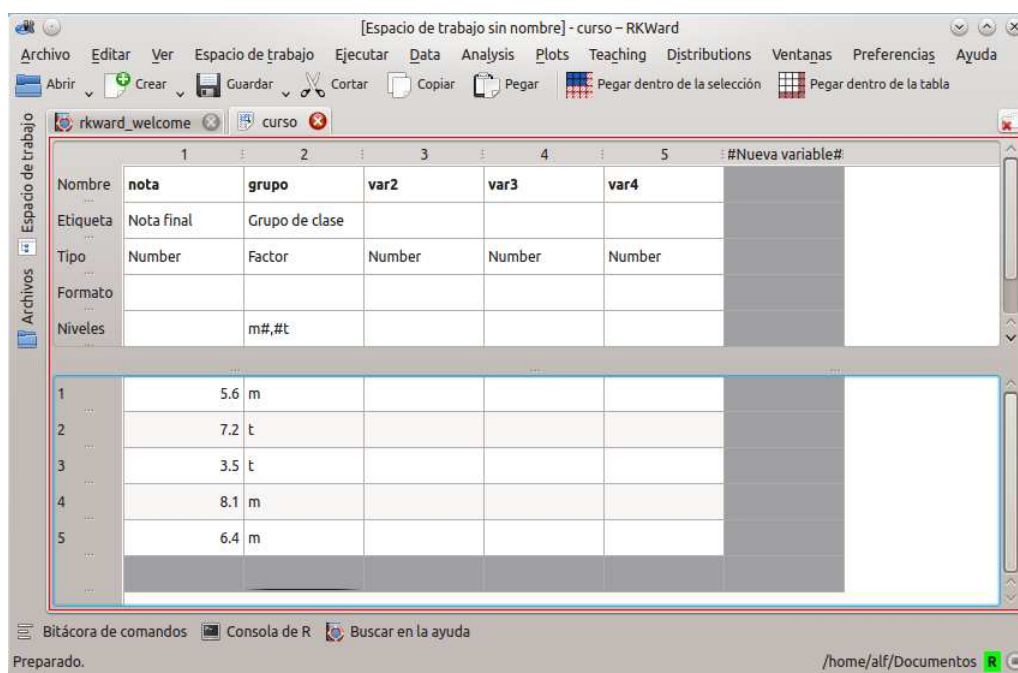 [Espacio de trabajo sin nombre] - curso – RKWard
Archivo Editar Ver Espacio de trabajo Ejecutar Data Analysis Plots Teaching Distributions Ventanas Preferencias Ayuda
Abrir Crear Guardar Cortar Copiar Pegar Pegar dentro de la selección Pegar dentro de la tabla
Espacio de trabajo
Archivos
rkward_welcome curso
1 2 3 4 5 #Nueva variable#
Nombre nota grupo var2 var3 var4
Etiqueta Nota final Grupo de clase
Tipo Number Factor Number Number Number
Formato
Niveles m#,#t
1 5.6 m
2 7.2 t
3 3.5 t
4 8.1 m
5 6.4 m
Bitácora de comandos Consola de R Buscar en la ayuda
Preparado. /home/alf/Documentos R